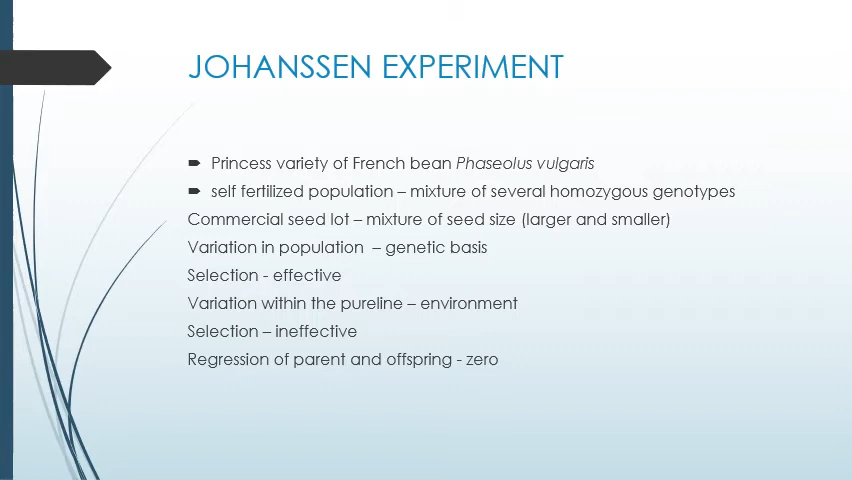 JOHANSSEN EXPERIMENT
Princess variety of French bean Phaseolus vulgaris
self fertilized population – mixture of several homozygous genotypes
Commercial seed lot – mixture of seed size (larger and smaller)
Variation in population – genetic basis
Selection - effective
Variation within the pureline – environment
Selection – ineffective
Regression of parent and offspring - zero